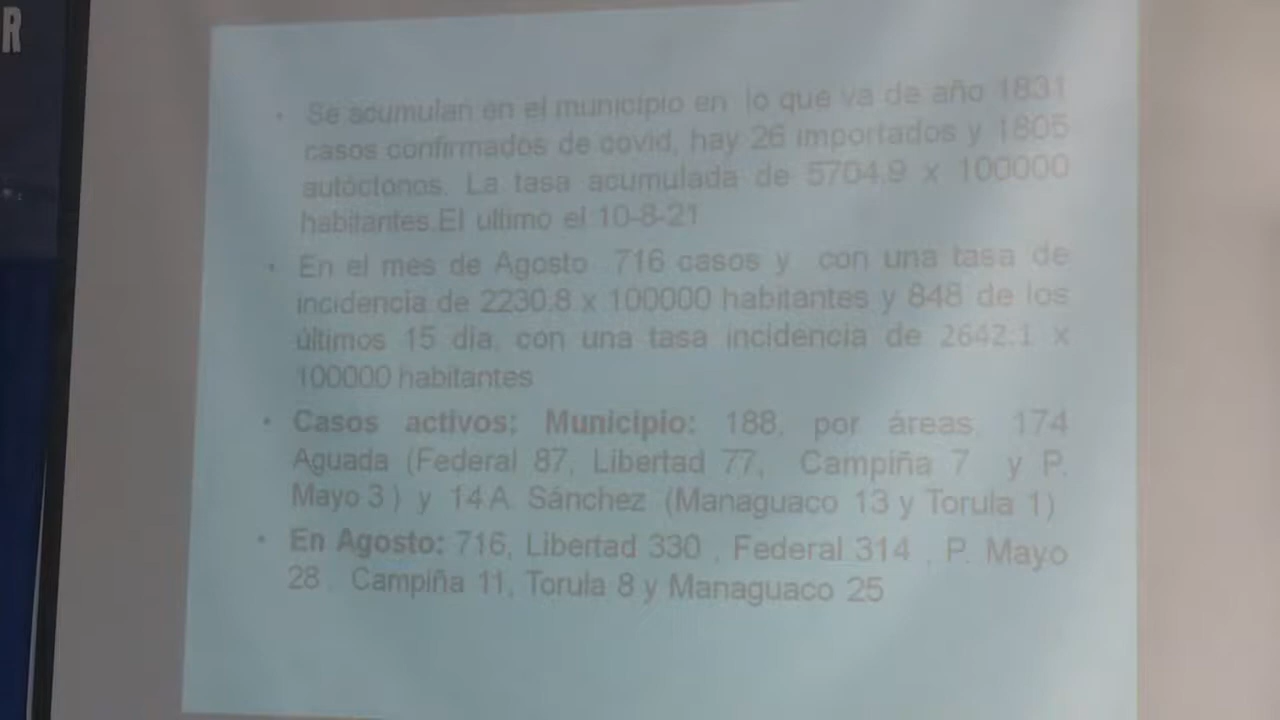 R
• Se acumulan en el municipio en lo que va de año 1831
casos confirmados de covid, hay 26 importados y 1805
autóctonos. La tasa acumulada de 5704.9 x 100000
habitantes.El ultimo el 10-8-21
• En el mes de Agosto 716 casos y con una tasa de
incidencia de 2230.8 x 100000 habitantes y 848 de los
últimos 15 dia, con una tasa incidencia de 2642.1 x
100000 habitantes
• Casos activos: Municipio: 188, por áreas, 174
Aguada (Federal 87, Libertad 77, Campiña 7 y P.
Mayo 3 ) y 14 A. Sánchez (Managuaco 13 y Torula 1)
• En Agosto: 716, Libertad 330 , Federal 314 , P. Mayo
28 , Campiña 11, Torula 8 y Managuaco 25